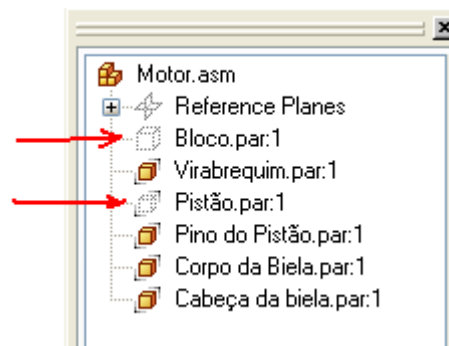 Motor.asm
Reference Planes
Bloco.par:1
Virabrequim.par:1
Pistão.par:1
Pino do Pistão.par:1
Corpo da Biela.par:1
Cabeça da biela.par:1